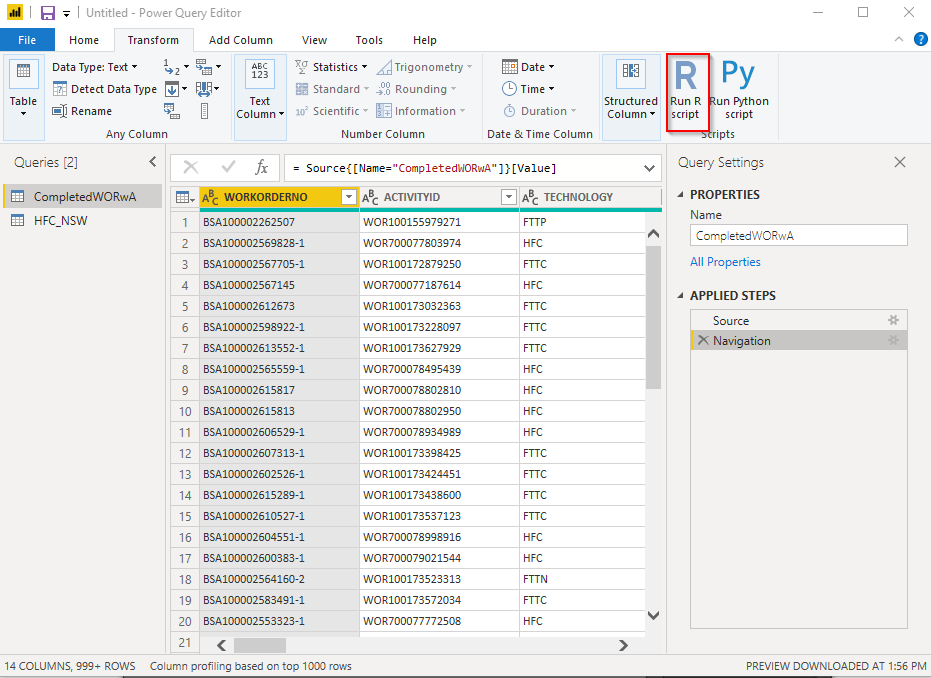 Untitled - Power Query Editor
File Home Transform Add Column View Tools Help
Table
Data Type: Text
Detect Data Type
Rename
Any Column
ABC
123
Text
Column
Statistics
Standard
Scientific
Trigonometry
Rounding
Information
Number Column
Date
Time
Duration
Date & Time Column
Structured
Column
R
Run R
script
Py
Run Python
script
Scripts
Queries [2]
CompletedWORwA
HFC_NSW
fx = Source{[Name="CompletedWORwA"]}[Value]
WORKORDERNO ACTIVITYID TECHNOLOGY
1 BSA100002262507 WOR100155979271 FTTP
2 BSA100002569828-1 WOR700077803974 HFC
3 BSA100002567705-1 WOR100172879250 FTTC
4 BSA100002567145 WOR700077187614 HFC
5 BSA100002612673 WOR100173032363 FTTC
6 BSA100002598922-1 WOR100173228097 FTTC
7 BSA100002613552-1 WOR100173627929 FTTC
8 BSA100002565559-1 WOR700078495439 HFC
9 BSA100002615817 WOR700078802810 HFC
10 BSA100002615813 WOR700078802950 HFC
11 BSA100002606529-1 WOR700078934989 HFC
12 BSA100002607313-1 WOR100173398425 FTTC
13 BSA100002602526-1 WOR100173424451 FTTC
14 BSA100002615289-1 WOR100173438600 FTTC
15 BSA100002610527-1 WOR100173537123 FTTC
16 BSA100002604551-1 WOR700078998916 HFC
17 BSA100002600383-1 WOR700079021544 HFC
18 BSA100002564160-2 WOR100173523313 FTTN
19 BSA100002583491-1 WOR100173572034 FTTC
20 BSA100002553323-1 WOR700077772508 HFC
21
Query Settings
PROPERTIES
Name
CompletedWORwA
All Properties
APPLIED STEPS
Source
Navigation
14 COLUMNS, 999+ ROWS Column profiling based on top 1000 rows PREVIEW DOWNLOADED AT 1:56 PM